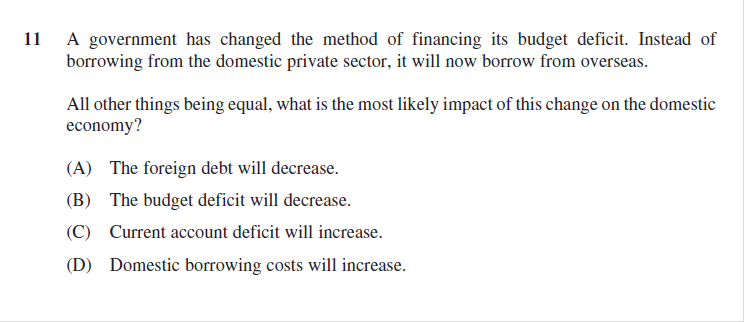 11 A government has changed the method of financing its budget deficit. Instead of
borrowing from the domestic private sector, it will now borrow from overseas.
All other things being equal, what is the most likely impact of this change on the domestic
economy?
(A) The foreign debt will decrease.
(B) The budget deficit will decrease.
(C) Current account deficit will increase.
(D) Domestic borrowing costs will increase.